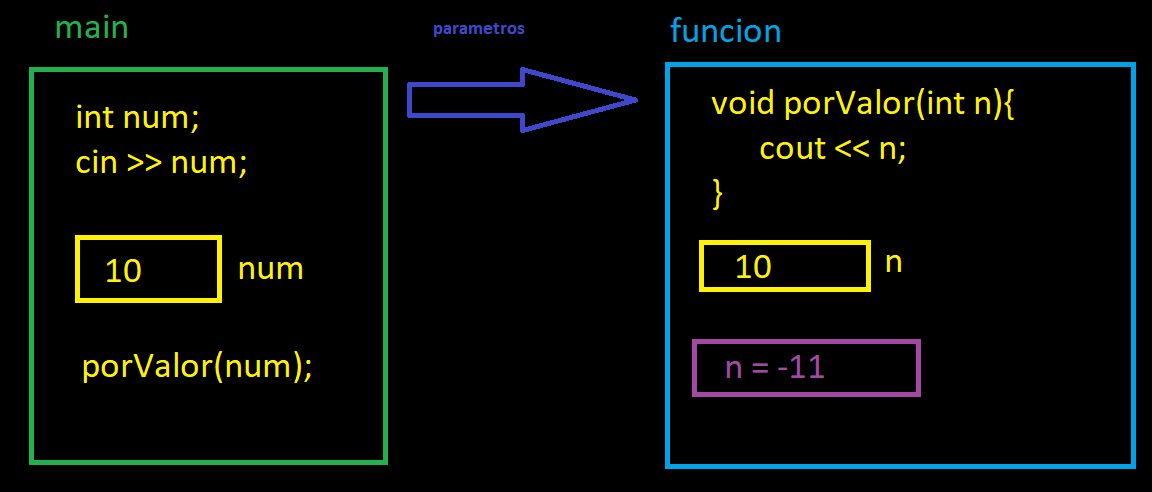 main
int num;
cin >> num;
10
num
porValor(num);
parametros
funcion
void porValor(int n){
cout << n;
}
10
n
n = -11